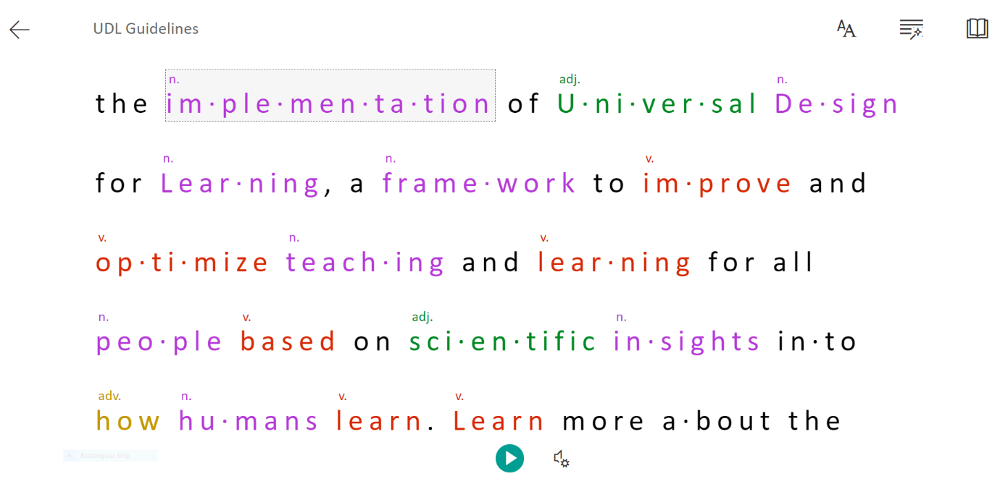 UDL Guidelines
AA
n. adj. n.
the im·ple·men·ta·tion of U·ni·ver·sal De·sign
n. n. v.
for Lear·ning, a frame·work to im·prove and
v. n. v.
op·ti·mize teach·ing and lear·ning for all
n. v. adj. n.
peo·ple based on sci·en·tific in·sights in·to
adv. n. v. v.
how hu·mans learn. Learn more a·bout the
Rectangular Snip